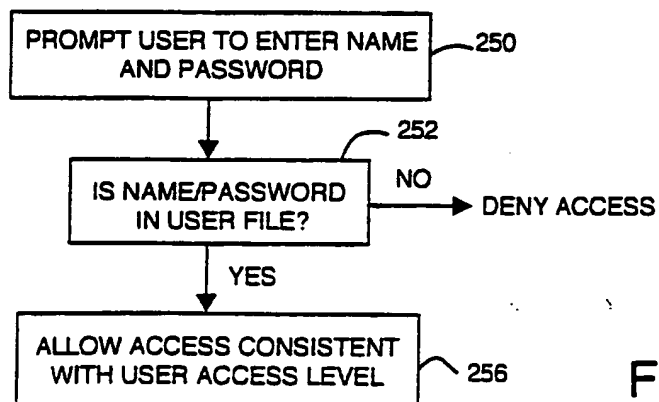 PROMPT USER TO ENTER NAME
AND PASSWORD
250
252
IS NAME/PASSWORD
IN USER FILE?
NO
DENY ACCESS
YES
ALLOW ACCESS CONSISTENT
WITH USER ACCESS LEVEL
256
F